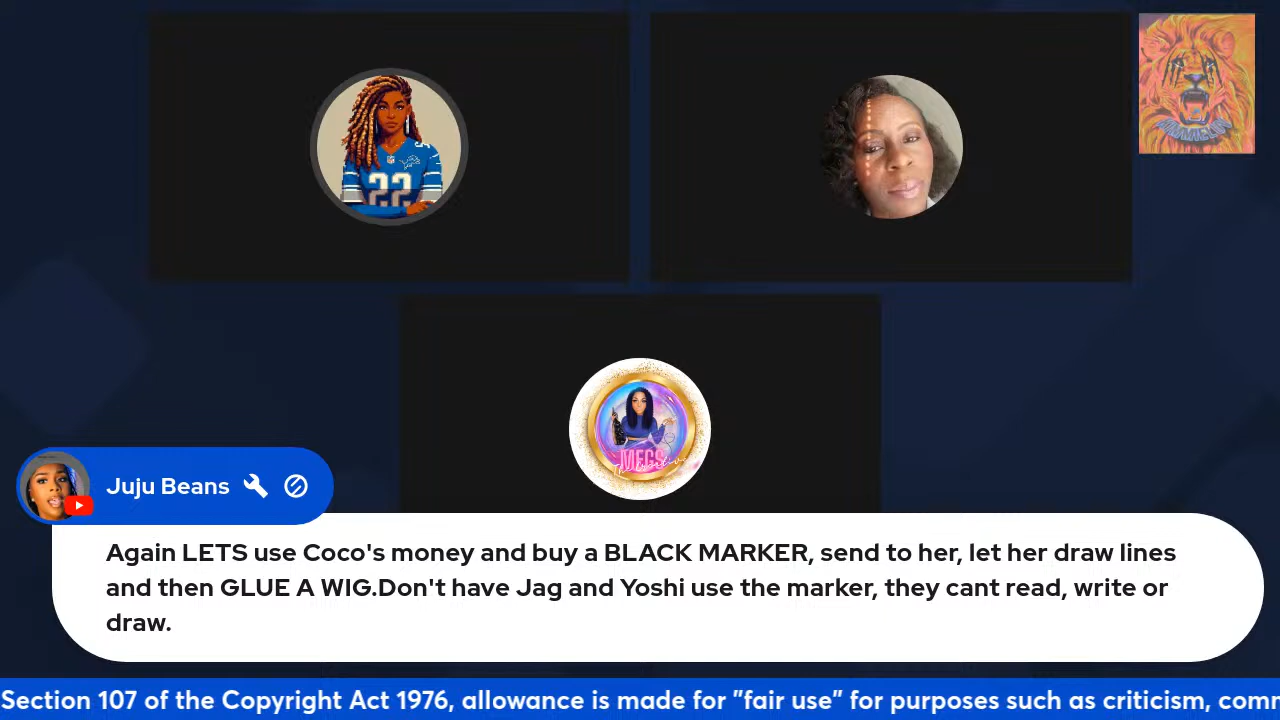 22
MEGS
Juju Beans
Again LETS use Coco's money and buy a BLACK MARKER, send to her, let her draw lines
and then GLUE A WIG.Don't have Jag and Yoshi use the marker, they cant read, write or
draw.
Section 107 of the Copyright Act 1976, allowance is made for "fair use" for purposes such as criticism, comm